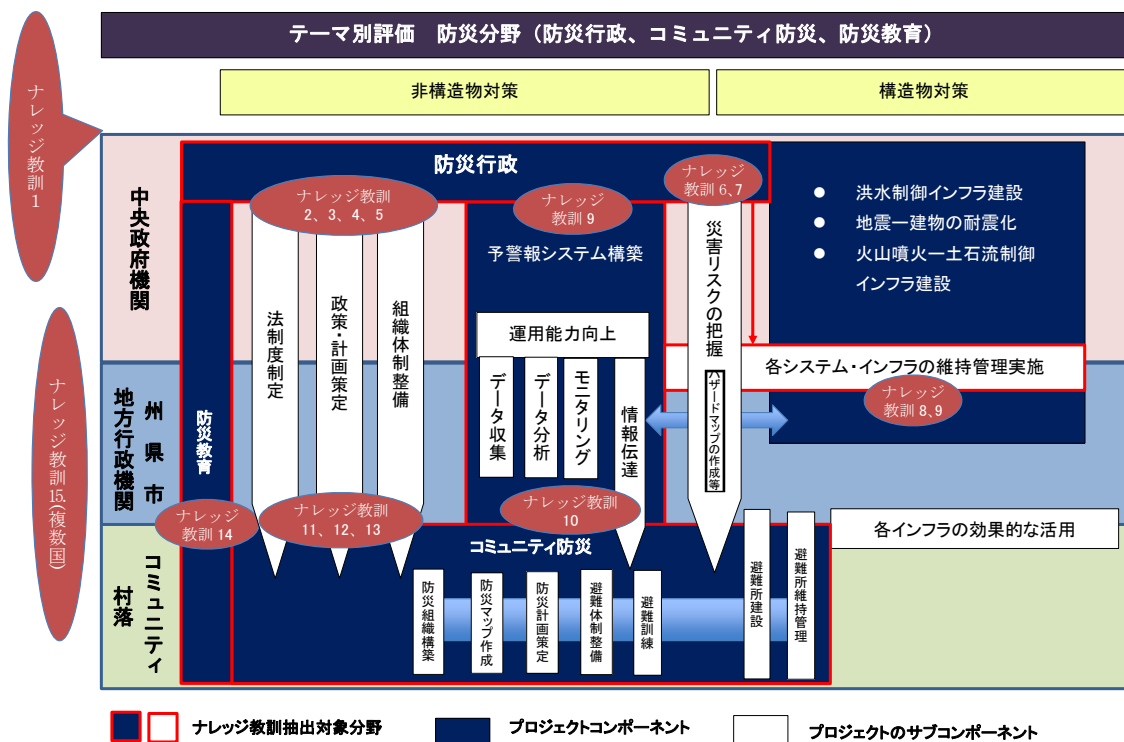 テーマ別評価 防災分野（防災行政、コミュニティ防災、防災教育）
非構造物対策
構造物対策
ナレッジ教訓
1
ナレッジ教訓15.(複数国)
中央政府機関
地方行政機関
州県市
コミュニティ
村落
防災行政
ナレッジ教訓
2、3、4、5
ナレッジ
教訓 9
ナレッジ
教訓 6、7
予警報システム構築
● 洪水制御インフラ建設
● 地震ー建物の耐震化
● 火山噴火ー土石流制御
インフラ建設
法制度制定
政策・計画策定
組織体制整備
運用能力向上
データ収集
データ分析
モニタリング
情報伝達
災害リスクの把握
ハザードマップの作成等
各システム・インフラの維持管理実施
ナレッジ
教訓 8、9
防災教育
ナレッジ
教訓 14
ナレッジ教訓
11、12、13
ナレッジ教訓
10
コミュニティ防災
各インフラの効果的な活用
防災組織構築
防災マップ作成
防災計画策定
避難体制整備
避難訓練
避難所建設
避難所維持管理
ナレッジ教訓抽出対象分野
プロジェクトコンポーネント
プロジェクトのサブコンポーネント